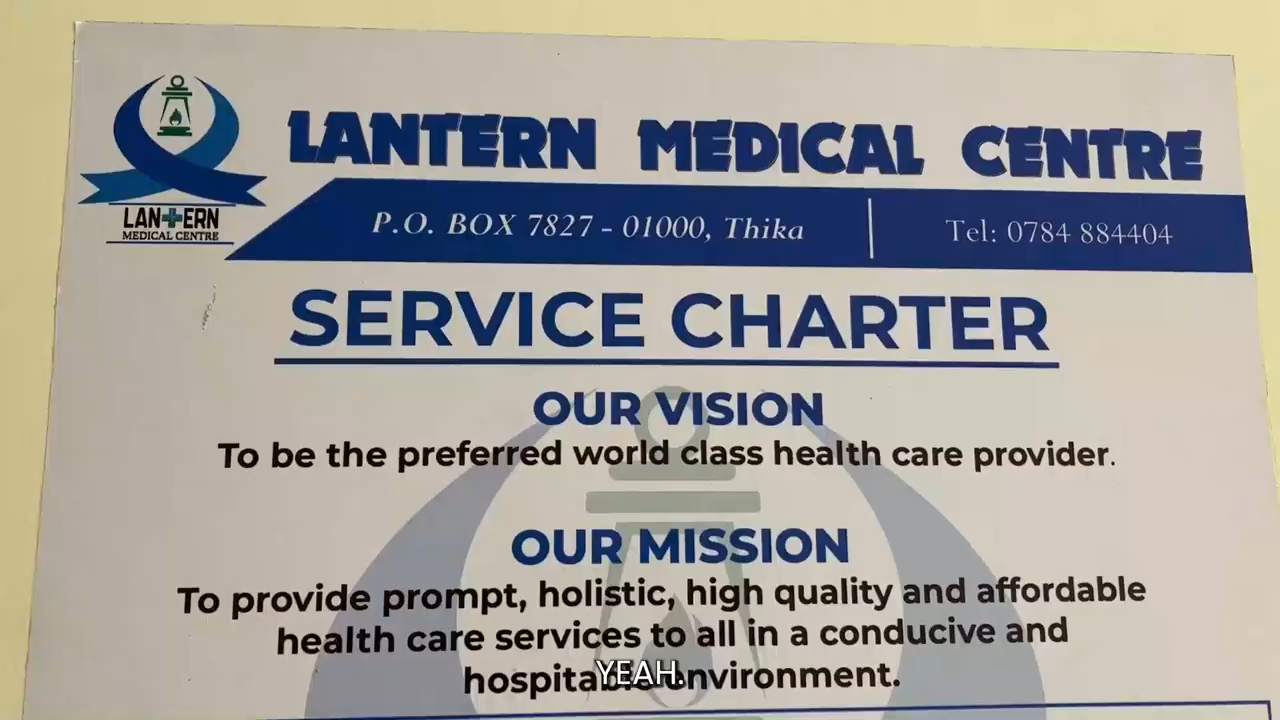 LANTERN MEDICAL CENTRE
LANTERN
MEDICAL CENTRE
P.O. BOX 7827 - 01000, Thika
Tel: 0784 884404
SERVICE CHARTER
OUR VISION
To be the preferred world class health care provider.
OUR MISSION
To provide prompt, holistic, high quality and affordable
health care services to all in a conducive and
hospitable environment.
YEAH.